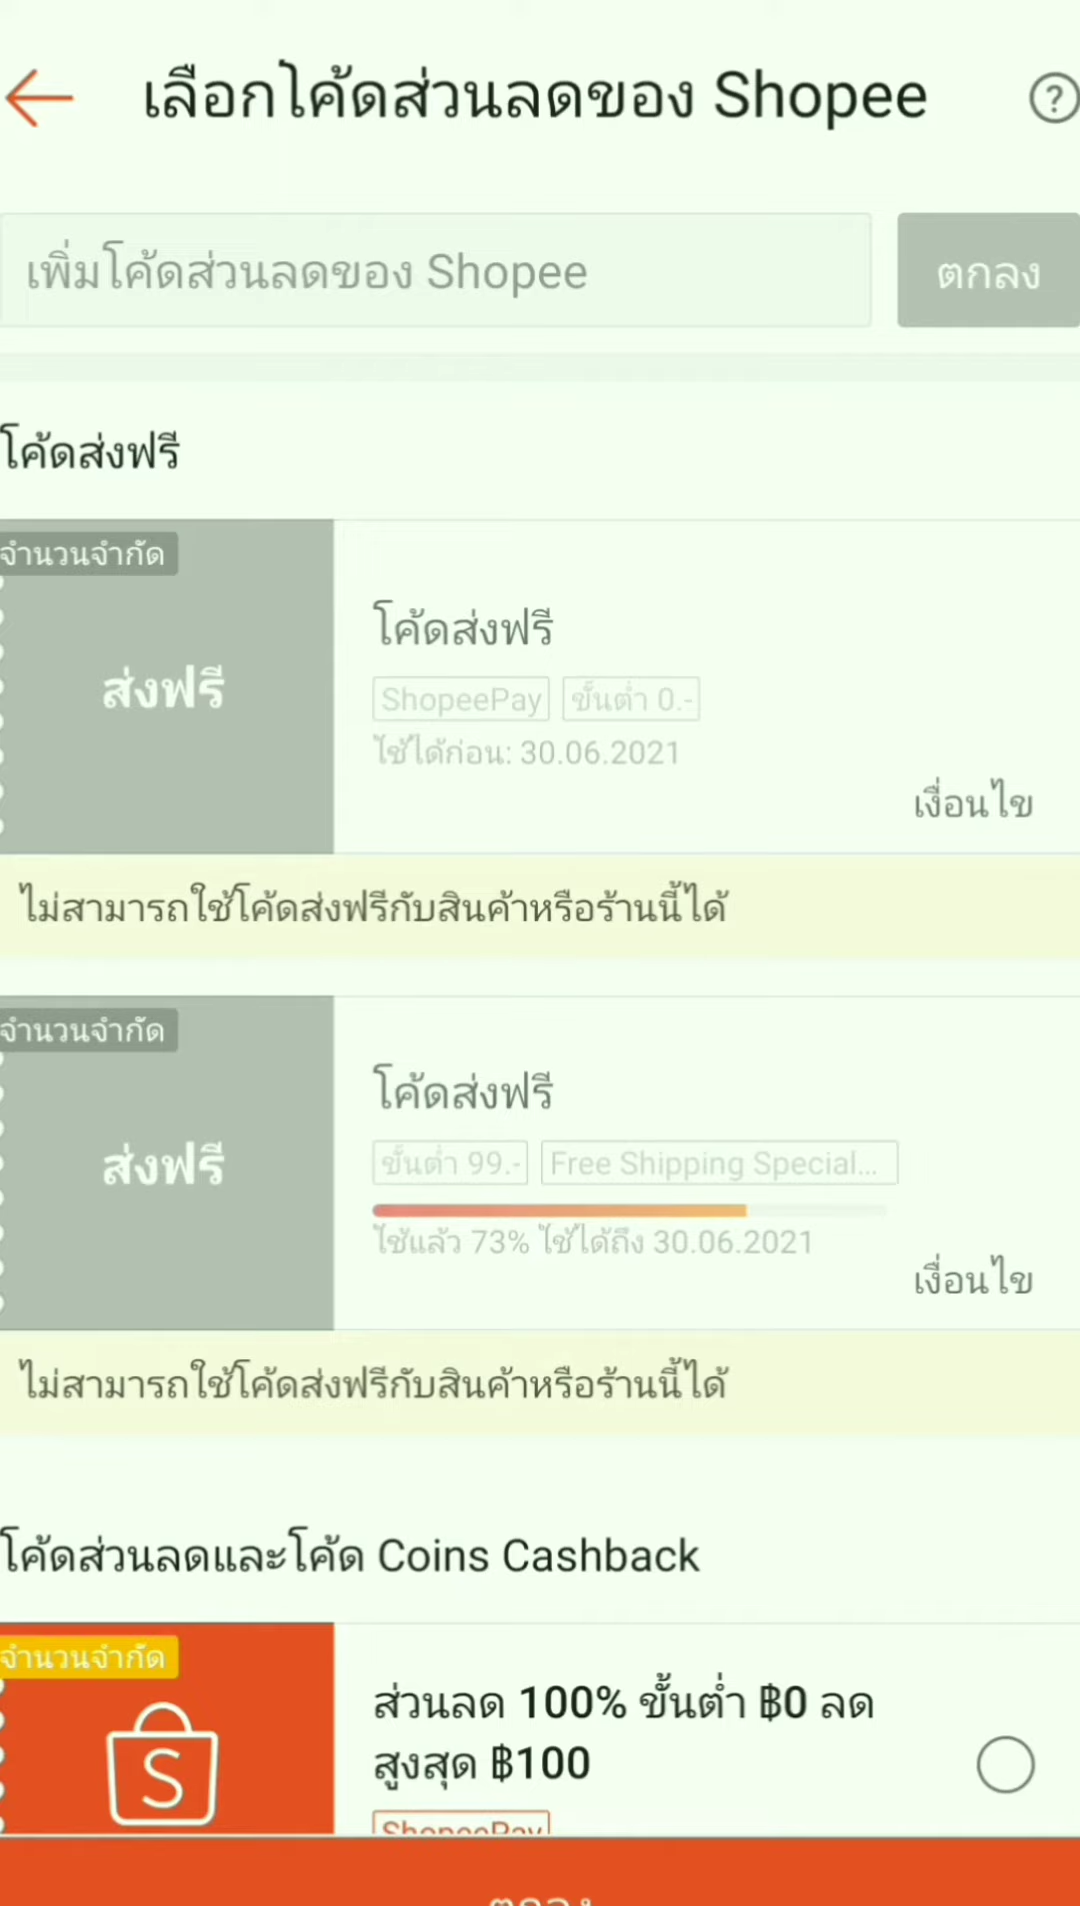 เลือกโค้ดส่วนลดของ Shopee
?
เพิ่มโค้ดส่วนลดของ Shopee
ตกลง
โค้ดส่งฟรี
จำนวนจำกัด
ส่งฟรี
โค้ดส่งฟรี
ShopeePay ขั้นต่ำ 0.-
ใช้ได้ก่อน: 30.06.2021
เงื่อนไข
ไม่สามารถใช้โค้ดส่งฟรีกับสินค้าหรือร้านนี้ได้
จำนวนจำกัด
ส่งฟรี
โค้ดส่งฟรี
ขั้นต่ำ 99.- Free Shipping Special...
ใช้แล้ว 73% ใช้ได้ถึง 30.06.2021
เงื่อนไข
ไม่สามารถใช้โค้ดส่งฟรีกับสินค้าหรือร้านนี้ได้
โค้ดส่วนลดและโค้ด Coins Cashback
จำนวนจำกัด
S
ส่วนลด 100% ขั้นต่ำ ฿0 ลด
สูงสุด ฿100
ShopeePay
ตกลง